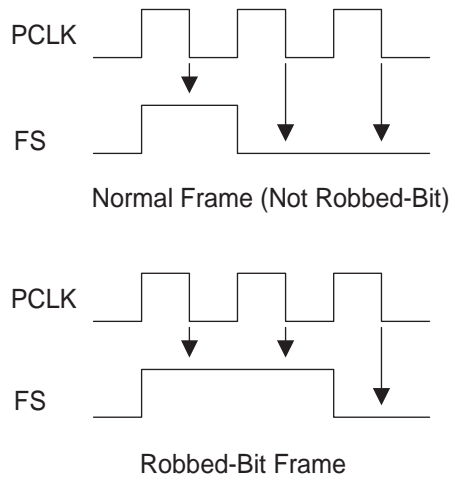 PCLK
FS
Normal Frame (Not Robbed-Bit)
PCLK
FS
Robbed-Bit Frame